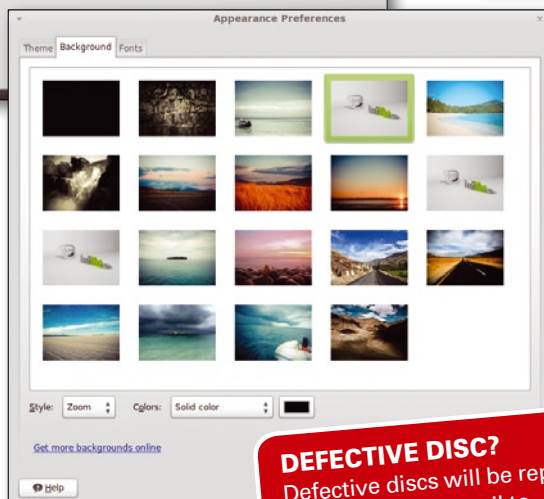 Appearance Preferences
Theme Background Fonts
Style: Zoom Colors: Solid color
Get more backgrounds online
Help
DEFECTIVE DISC?
Defective discs will be